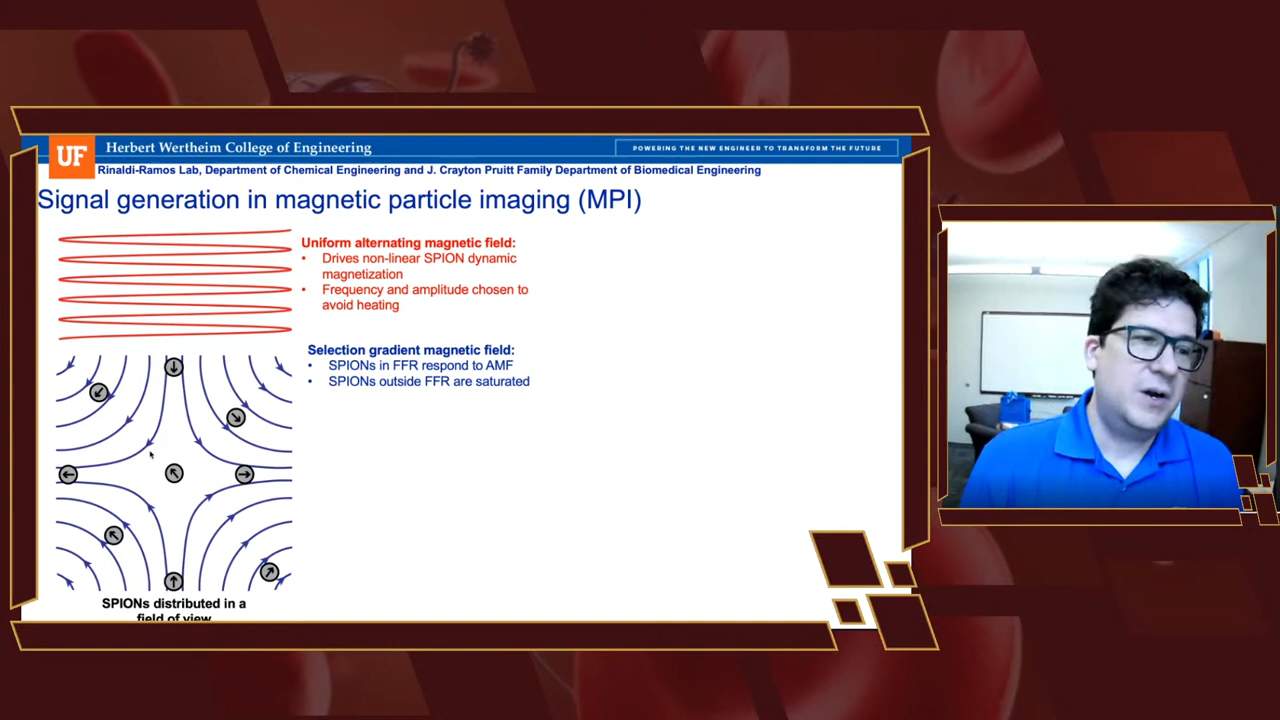 UF
Herbert Wertheim College of Engineering
POWERING THE NEW ENGINEER TO TRANSFORM THE FUTURE
Rinaldi-Ramos Lab, Department of Chemical Engineering and J. Crayton Pruitt Family Department of Biomedical Engineering
Signal generation in magnetic particle imaging (MPI)
Uniform alternating magnetic field:
• Drives non-linear SPION dynamic
magnetization
• Frequency and amplitude chosen to
avoid heating
Selection gradient magnetic field:
• SPIONs in FFR respond to AMF
• SPIONs outside FFR are saturated
SPIONs distributed in a
field of view